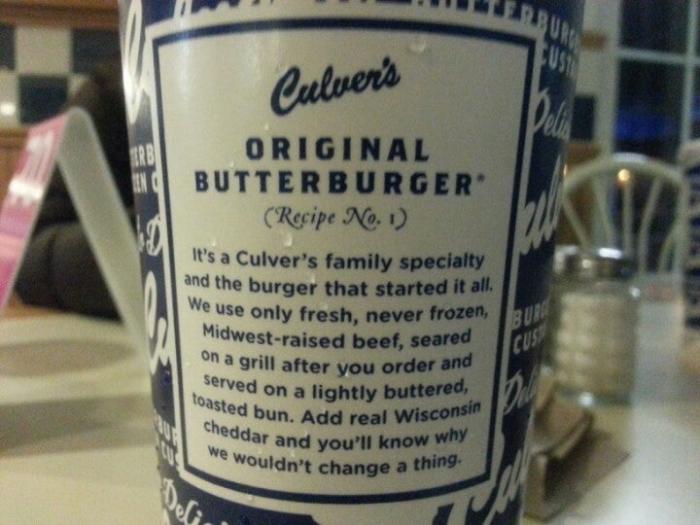 Culver's
ORIGINAL
BUTTERBURGER®
(Recipe No. 1)
It's a Culver's family specialty
and the burger that started it all.
We use only fresh, never frozen,
Midwest-raised beef, seared
on a grill after you order and
served on a lightly buttered,
toasted bun. Add real Wisconsin
cheddar and you'll know why
we wouldn't change a thing.